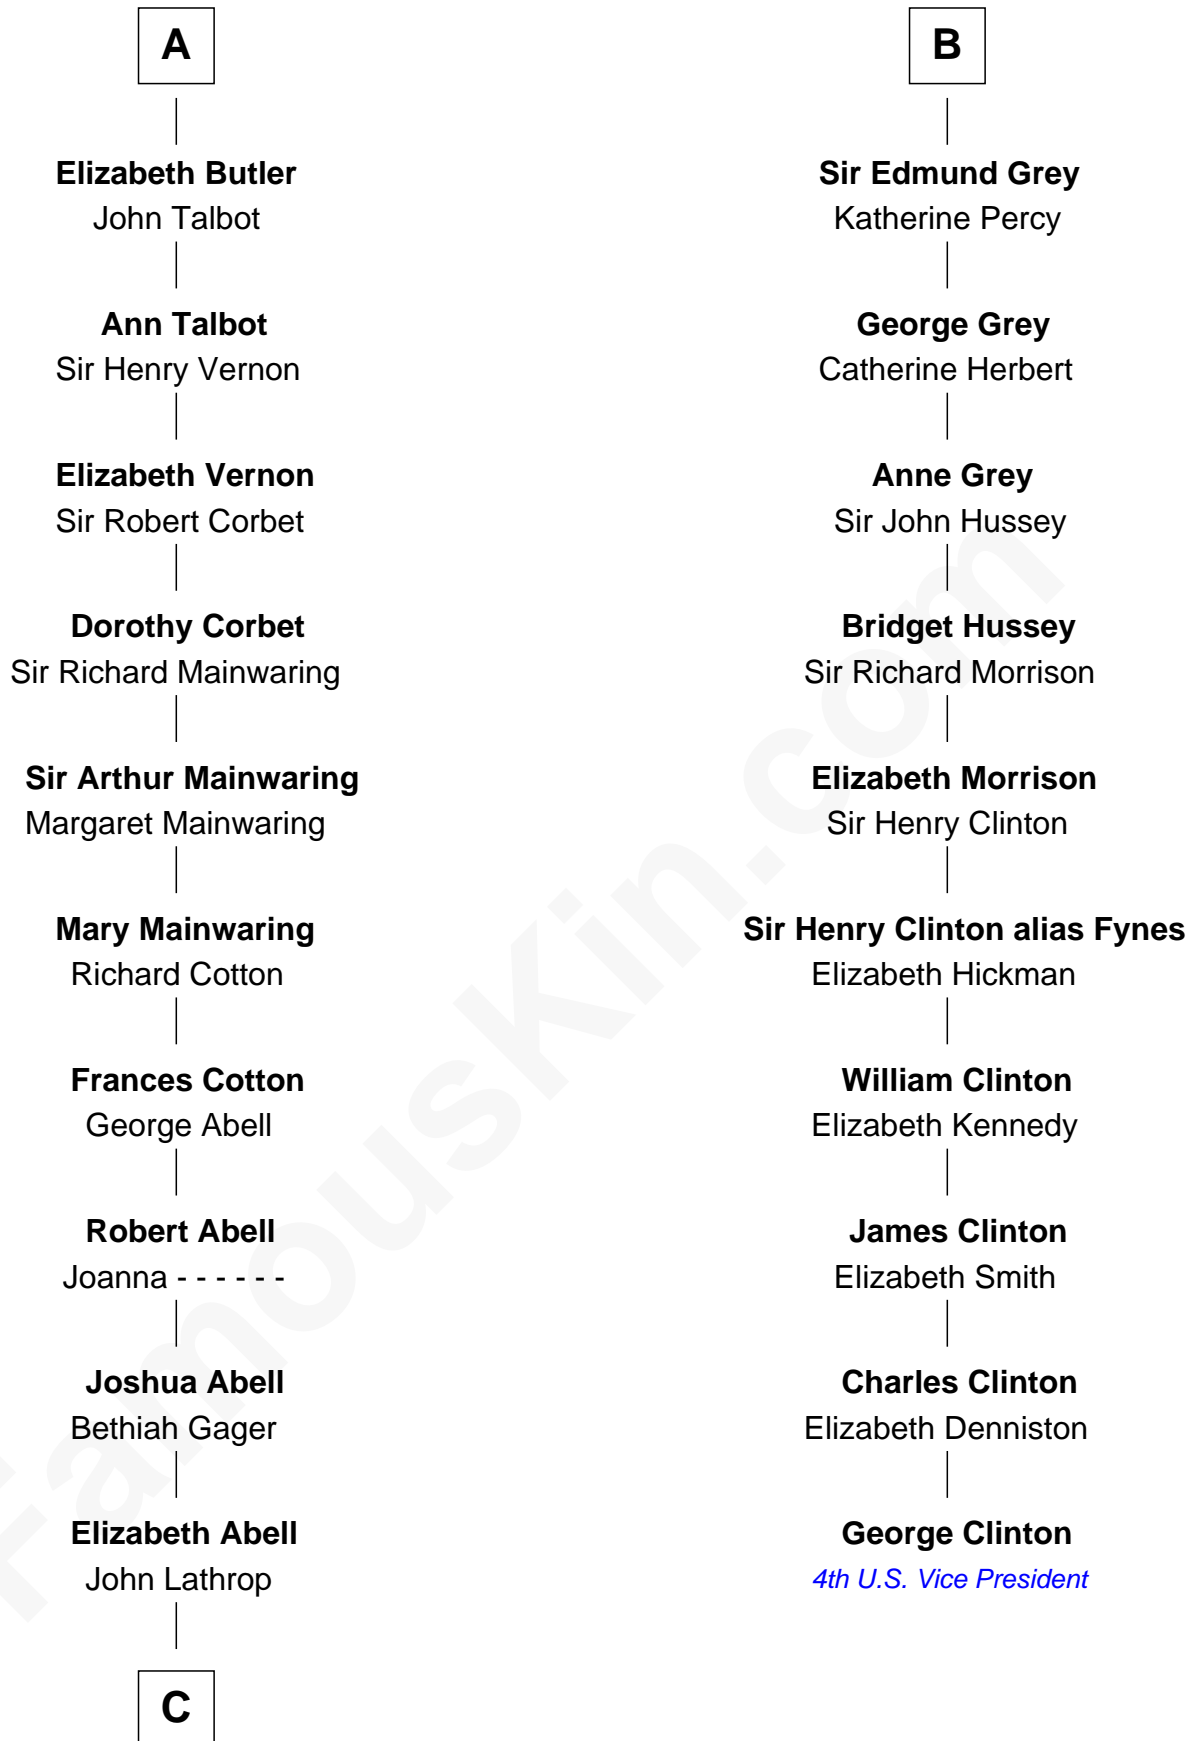 A
Elizabeth Butler
John Talbot
Ann Talbot
Sir Henry Vernon
Elizabeth Vernon
Sir Robert Corbet
Dorothy Corbet
Sir Richard Mainwaring
Sir Arthur Mainwaring
Margaret Mainwaring
Mary Mainwaring
Richard Cotton
Frances Cotton
George Abell
Robert Abell
Joanna - - - - - -
Joshua Abell
Bethiah Gager
Elizabeth Abell
John Lathrop
C
B
Sir Edmund Grey
Katherine Percy
George Grey
Catherine Herbert
Anne Grey
Sir John Hussey
Bridget Hussey
Sir Richard Morrison
Elizabeth Morrison
Sir Henry Clinton
Sir Henry Clinton alias Fynes
Elizabeth Hickman
William Clinton
Elizabeth Kennedy
James Clinton
Elizabeth Smith
Charles Clinton
Elizabeth Denniston
George Clinton
4th U.S. Vice President
FamousKin.com